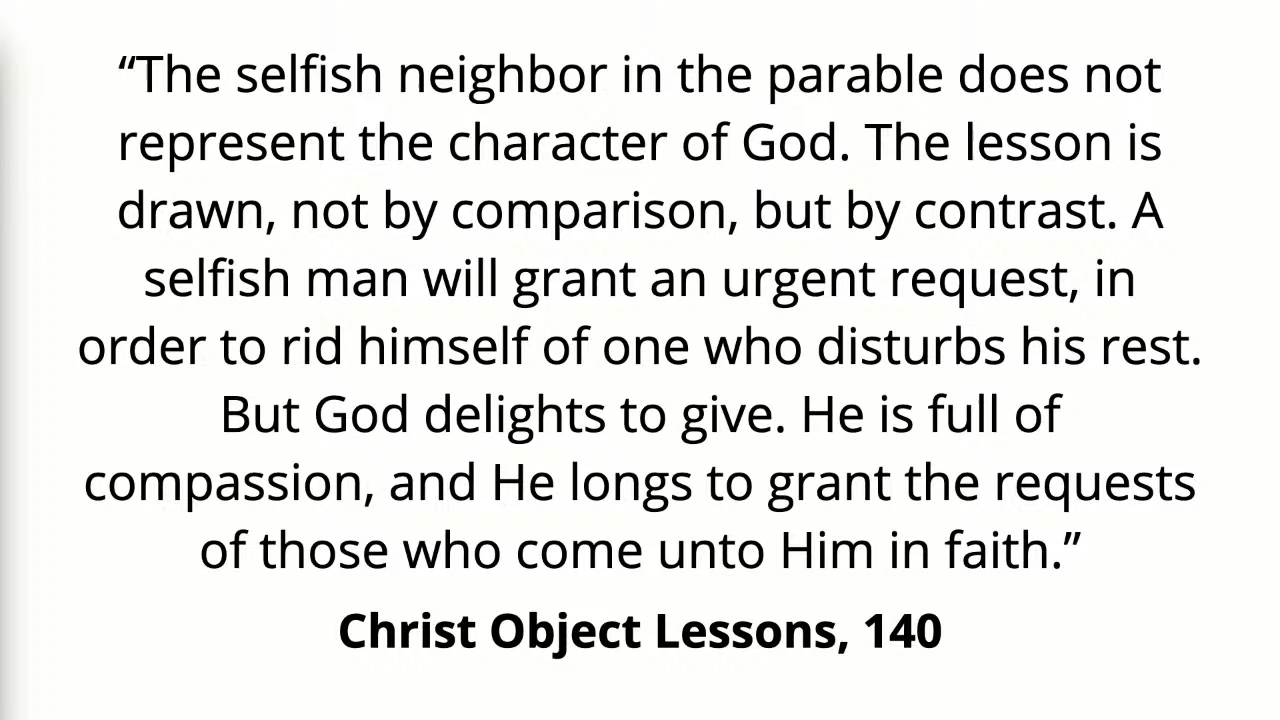 “The selfish neighbor in the parable does not
represent the character of God. The lesson is
drawn, not by comparison, but by contrast. A
selfish man will grant an urgent request, in
order to rid himself of one who disturbs his rest.
But God delights to give. He is full of
compassion, and He longs to grant the requests
of those who come unto Him in faith.”
Christ Object Lessons, 140